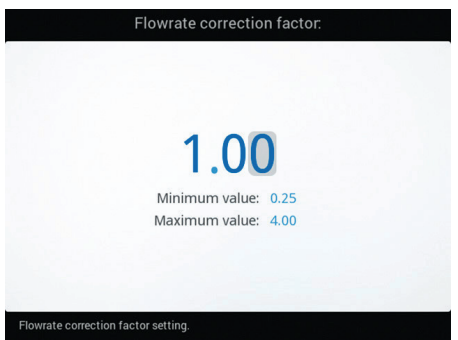 Flowrate correction factor:
1.00
Minimum value: 0.25
Maximum value: 4.00
Flowrate correction factor setting.